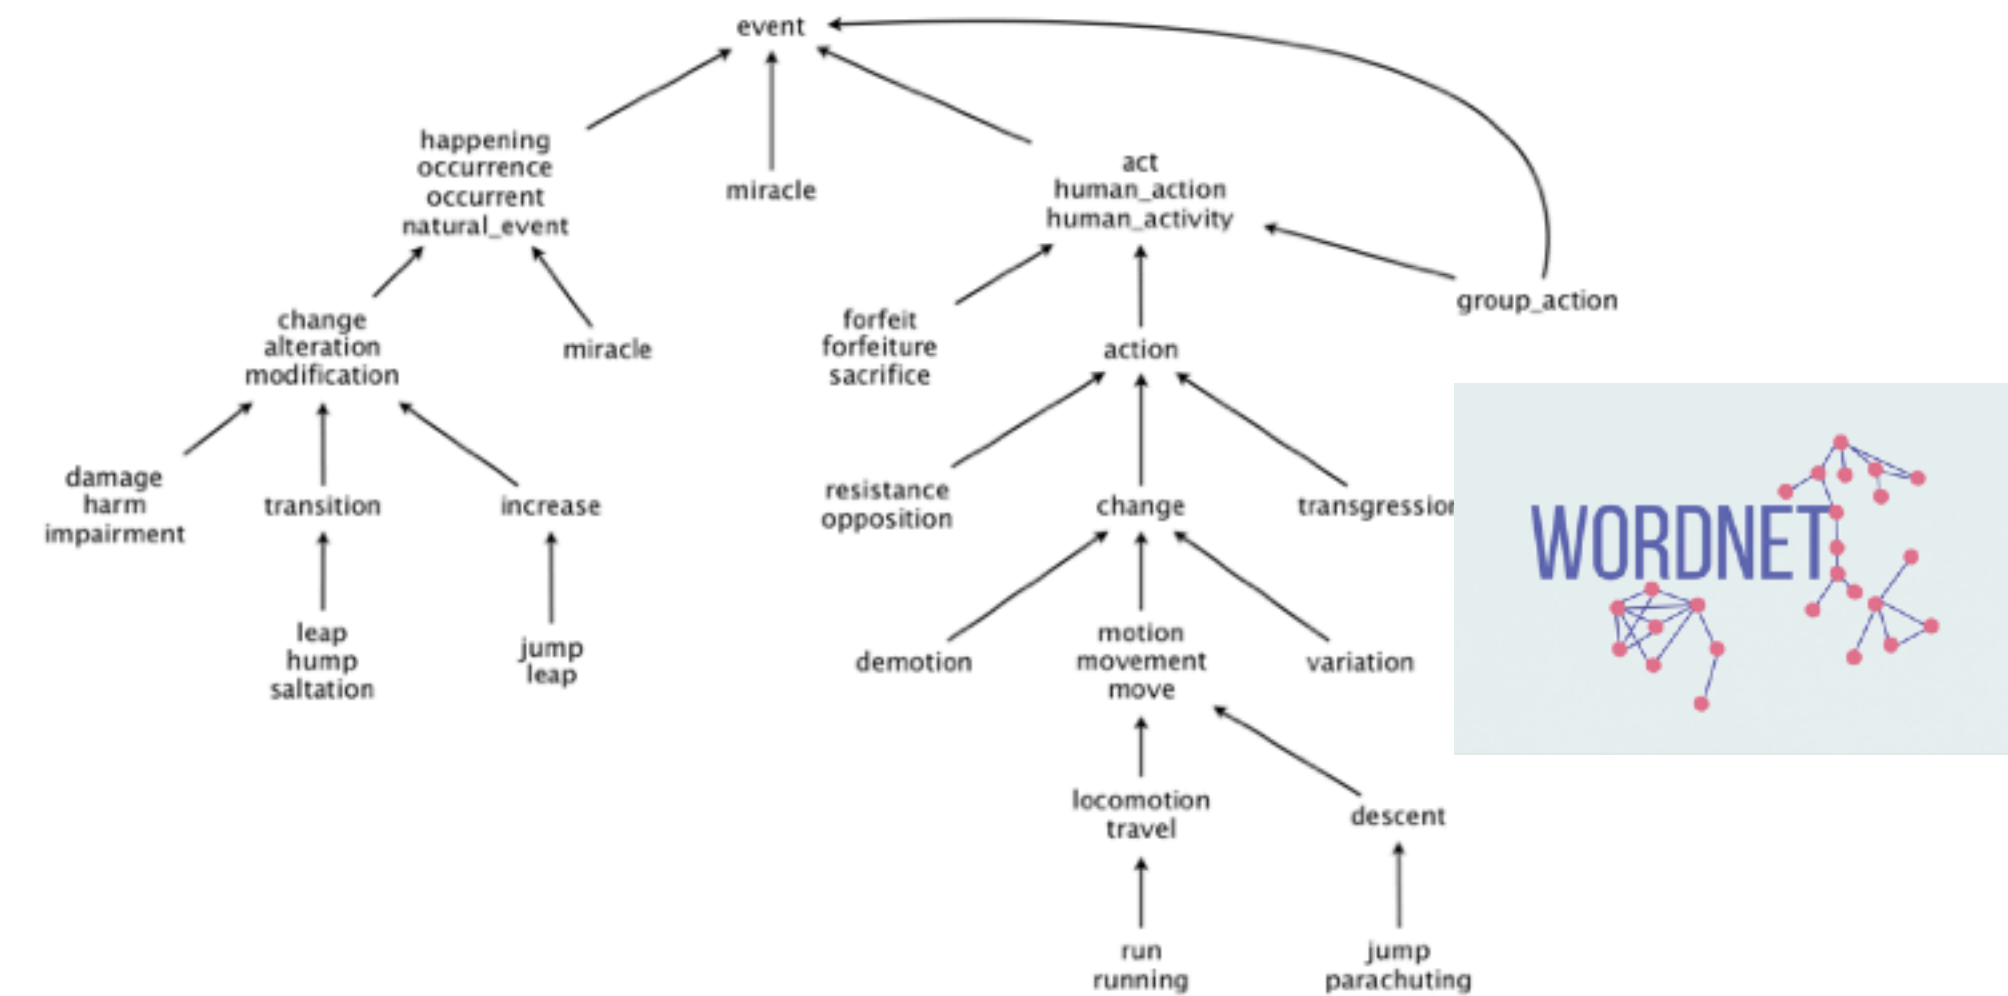 event
happening
occurrence
occurrent
natural_event
miracle
act
human_action
human_activity
group_action
change
alteration
modification
miracle
forfeit
forfeiture
sacrifice
action
damage
harm
impairment
transition
increase
resistance
opposition
change
transgression
WORDNET
leap
hump
saltation
jump
leap
demotion
motion
movement
move
variation
locomotion
travel
descent
run
running
jump
parachuting